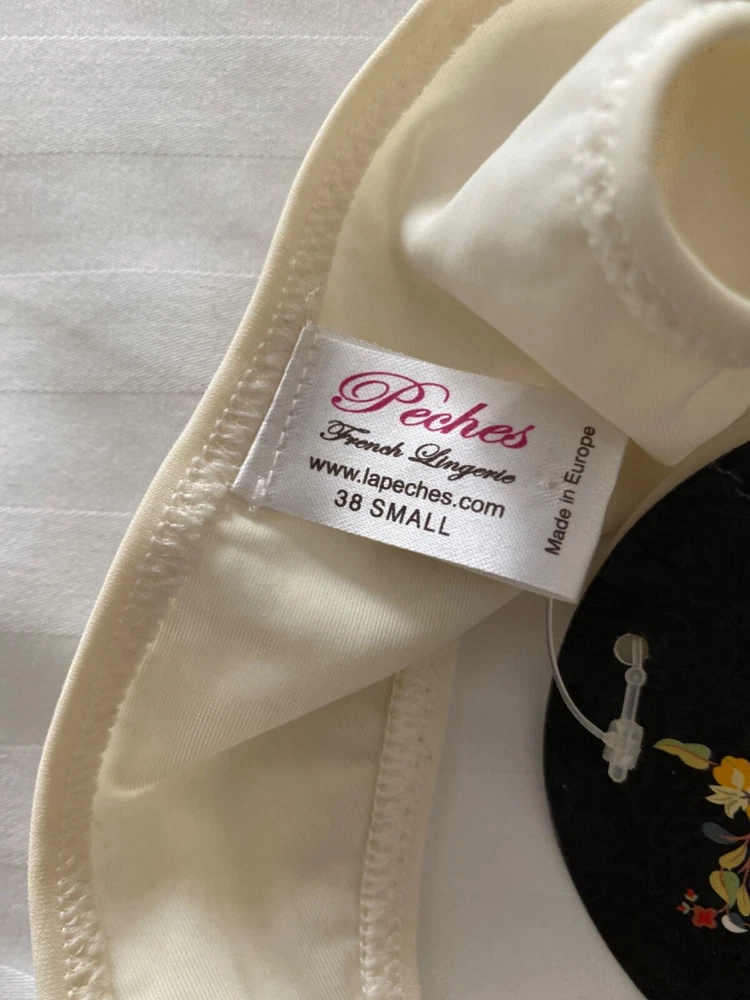 Peches
French Lingerie
www.lapeches.com
38 SMALL
Made in Europe